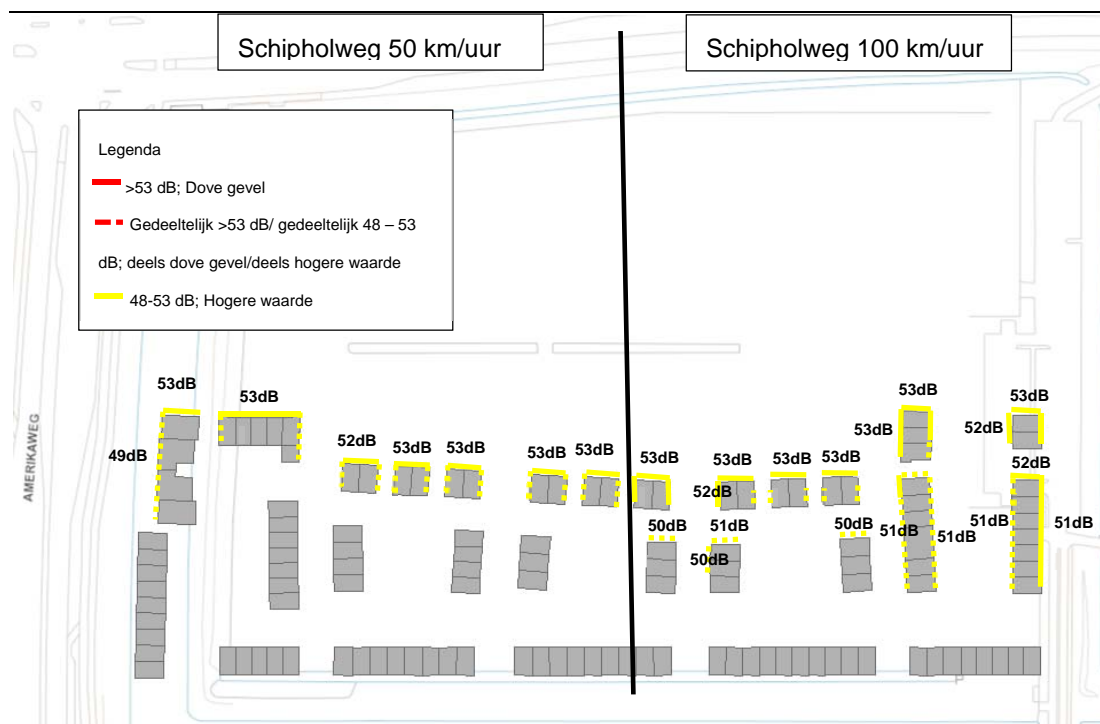 Schipholweg 50 km/uur
Schipholweg 100 km/uur
Legenda
>53 dB; Dove gevel
Gedeeltelijk >53 dB/ gedeeltelijk 48 – 53
dB; deels dove gevel/deels hogere waarde
48-53 dB; Hogere waarde
AMERIKAWEG
53dB
53dB
49dB
52dB
53dB
53dB
53dB
53dB
53dB
53dB
53dB
53dB
53dB
53dB
53dB
52dB
52dB
52dB
50dB
51dB
50dB
50dB
51dB
51dB
51dB
51dB